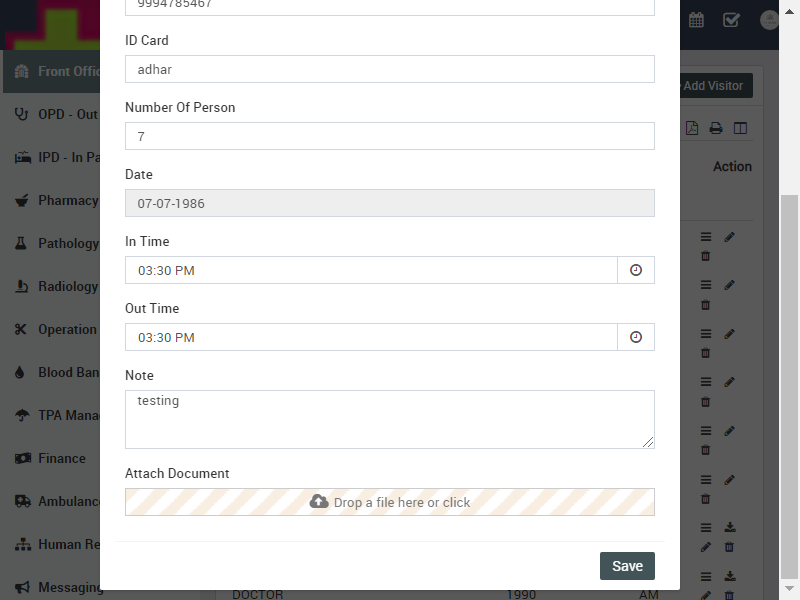 9994785467
ID Card
adhar
Number Of Person
7
Date
07-07-1986
In Time
03:30 PM
Out Time
03:30 PM
Note
testing
Attach Document
Drop a file here or click
Save
Front Offic
OPD - Out
IPD - In Pa
Pharmacy
Pathology
Radiology
Operation
Blood Ban
TPA Mana
Finance
Ambulanc
Human Re
Messaging
Add Visitor
Action
DOCTOR 1990 AM